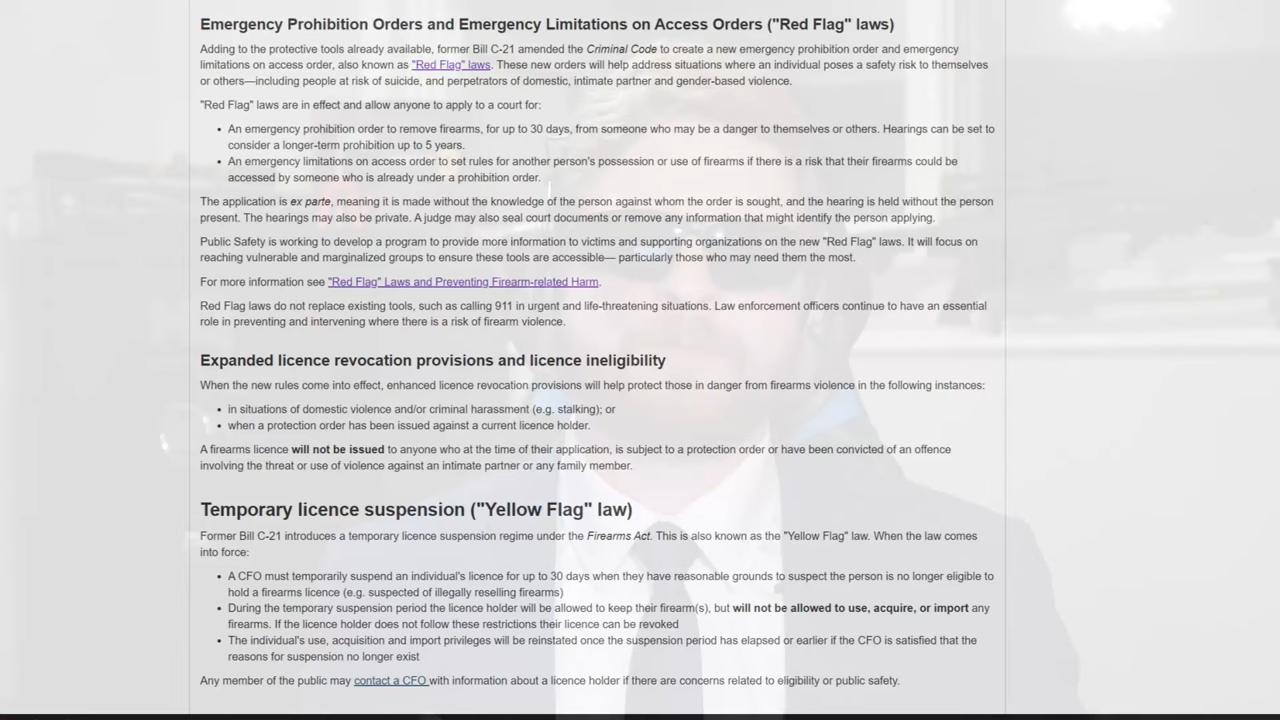 Emergency Prohibition Orders and Emergency Limitations on Access Orders ("Red Flag" laws)
Adding to the protective tools already available, former Bill C-21 amended the Criminal Code to create a new emergency prohibition order and emergency
limitations on access order, also known as "Red Flag" laws. These new orders will help address situations where an individual poses a safety risk to themselves
or others—including people at risk of suicide, and perpetrators of domestic, intimate partner and gender-based violence.
"Red Flag" laws are in effect and allow anyone to apply to a court for:
• An emergency prohibition order to remove firearms, for up to 30 days, from someone who may be a danger to themselves or others. Hearings can be set to
consider a longer-term prohibition up to 5 years.
• An emergency limitations on access order to set rules for another person's possession or use of firearms if there is a risk that their firearms could be
accessed by someone who is already under a prohibition order.
The application is ex parte, meaning it is made without the knowledge of the person against whom the order is sought, and the hearing is held without the person
present. The hearings may also be private. A judge may also seal court documents or remove any information that might identify the person applying.
Public Safety is working to develop a program to provide more information to victims and supporting organizations on the new "Red Flag" laws. It will focus on
reaching vulnerable and marginalized groups to ensure these tools are accessible— particularly those who may need them the most.
For more information see "Red Flag" Laws and Preventing Firearm-related Harm.
Red Flag laws do not replace existing tools, such as calling 911 in urgent and life-threatening situations. Law enforcement officers continue to have an essential
role in preventing and intervening where there is a risk of firearm violence.
Expanded licence revocation provisions and licence ineligibility
When the new rules come into effect, enhanced licence revocation provisions will help protect those in danger from firearms violence in the following instances:
• in situations of domestic violence and/or criminal harassment (e.g. stalking); or
• when a protection order has been issued against a current licence holder.
A firearms licence will not be issued to anyone who at the time of their application, is subject to a protection order or have been convicted of an offence
involving the threat or use of violence against an intimate partner or any family member.
Temporary licence suspension ("Yellow Flag" law)
Former Bill C-21 introduces a temporary licence suspension regime under the Firearms Act. This is also known as the "Yellow Flag" law. When the law comes
into force:
• A CFO must temporarily suspend an individual's licence for up to 30 days when they have reasonable grounds to suspect the person is no longer eligible to
hold a firearms licence (e.g. suspected of illegally reselling firearms)
• During the temporary suspension period the licence holder will be allowed to keep their firearm(s), but will not be allowed to use, acquire, or import any
firearms. If the licence holder does not follow these restrictions their licence can be revoked
• The individual's use, acquisition and import privileges will be reinstated once the suspension period has elapsed or earlier if the CFO is satisfied that the
reasons for suspension no longer exist
Any member of the public may contact a CFO with information about a licence holder if there are concerns related to eligibility or public safety.